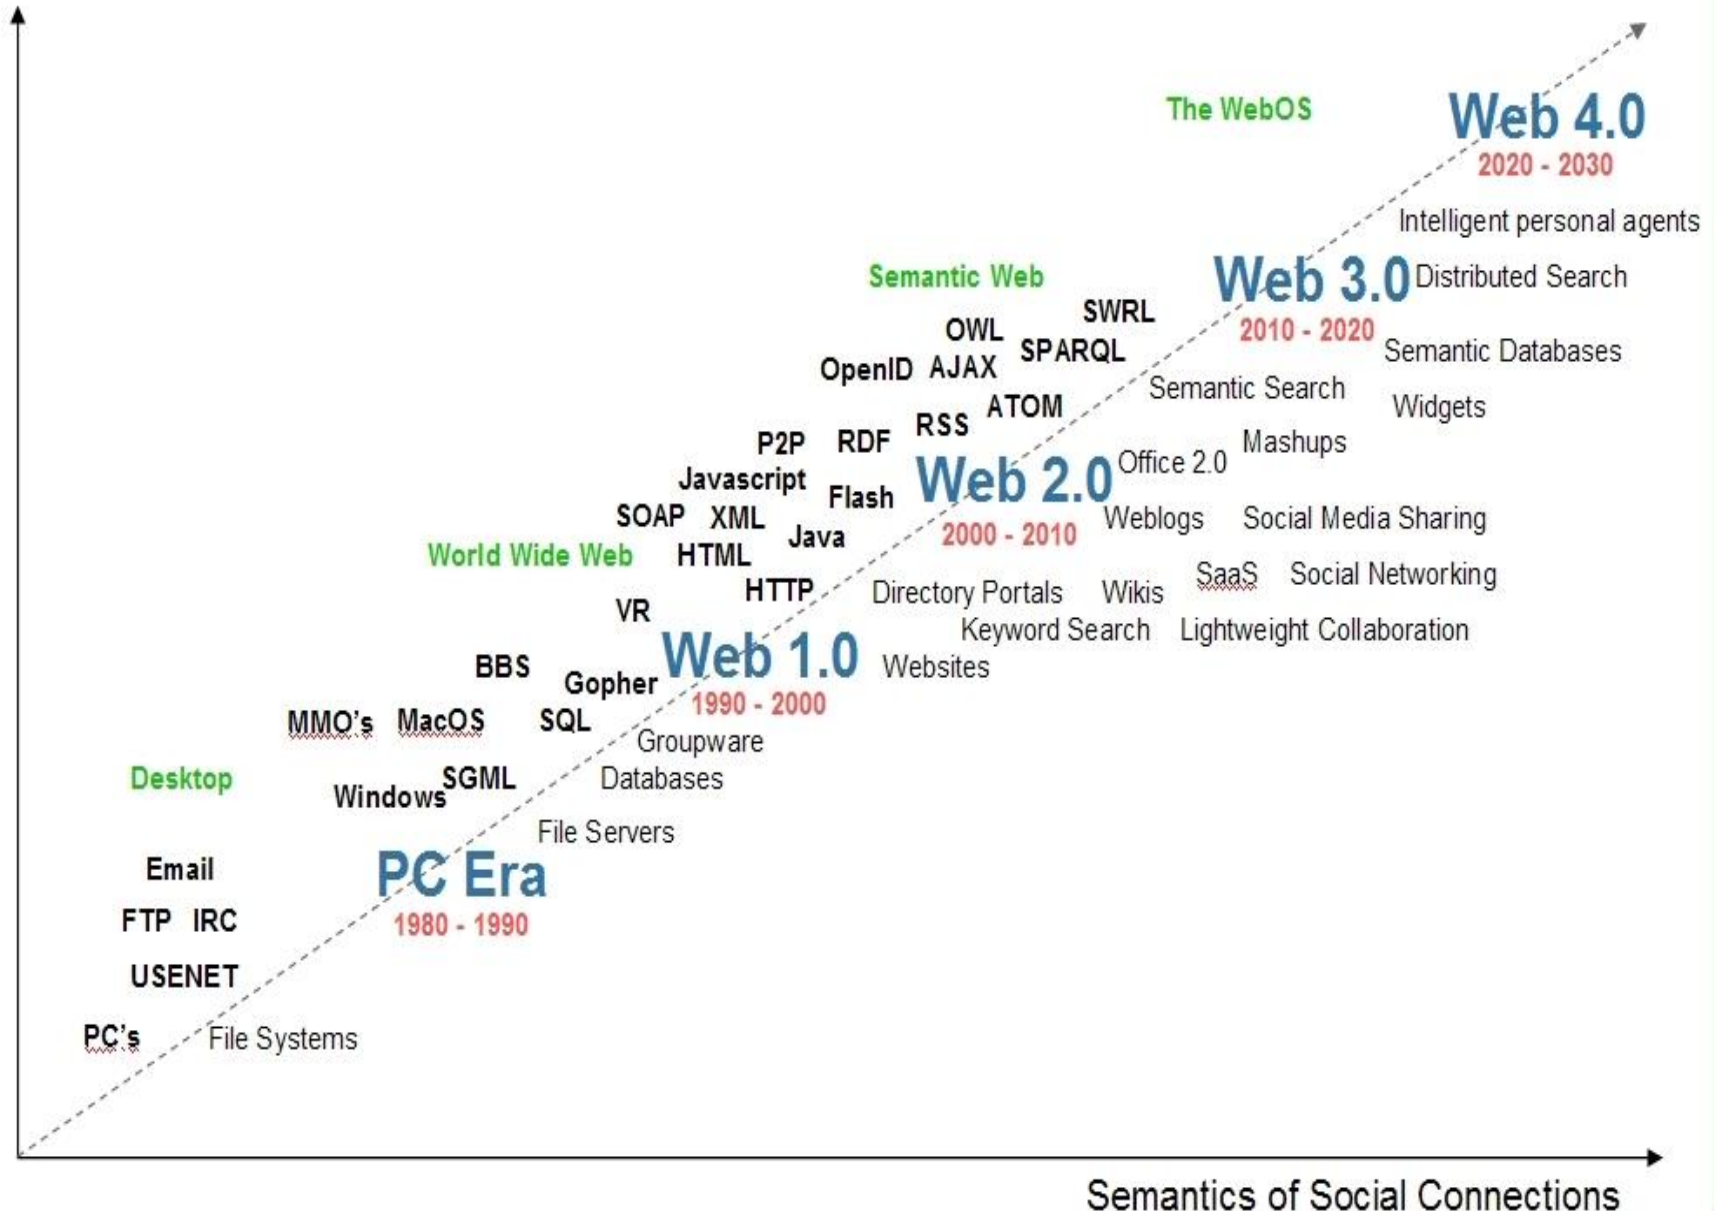 The WebOS
Web 4.0
2020 - 2030
Intelligent personal agents
Semantic Web
Web 3.0
Distributed Search
SWRL
OWL
2010 - 2020
SPARQL
Semantic Databases
OpenID
AJAX
Semantic Search
ATOM
Widgets
RSS
P2P
RDF
Mashups
Office 2.0
Javascript
Web 2.0
Flash
SOAP
XML
Weblogs
Social Media Sharing
Java
2000 - 2010
World Wide Web
HTML
SaaS
Social Networking
HTTP
Directory Portals
Wikis
VR
Keyword Search
Lightweight Collaboration
Web 1.0
BBS
Websites
Gopher
1990 - 2000
MMO's
MacOS
SQL
Groupware
Desktop
SGML
Databases
Windows
File Servers
Email
PC Era
FTP
IRC
1980 - 1990
USENET
PC's
File Systems
Semantics of Social Connections